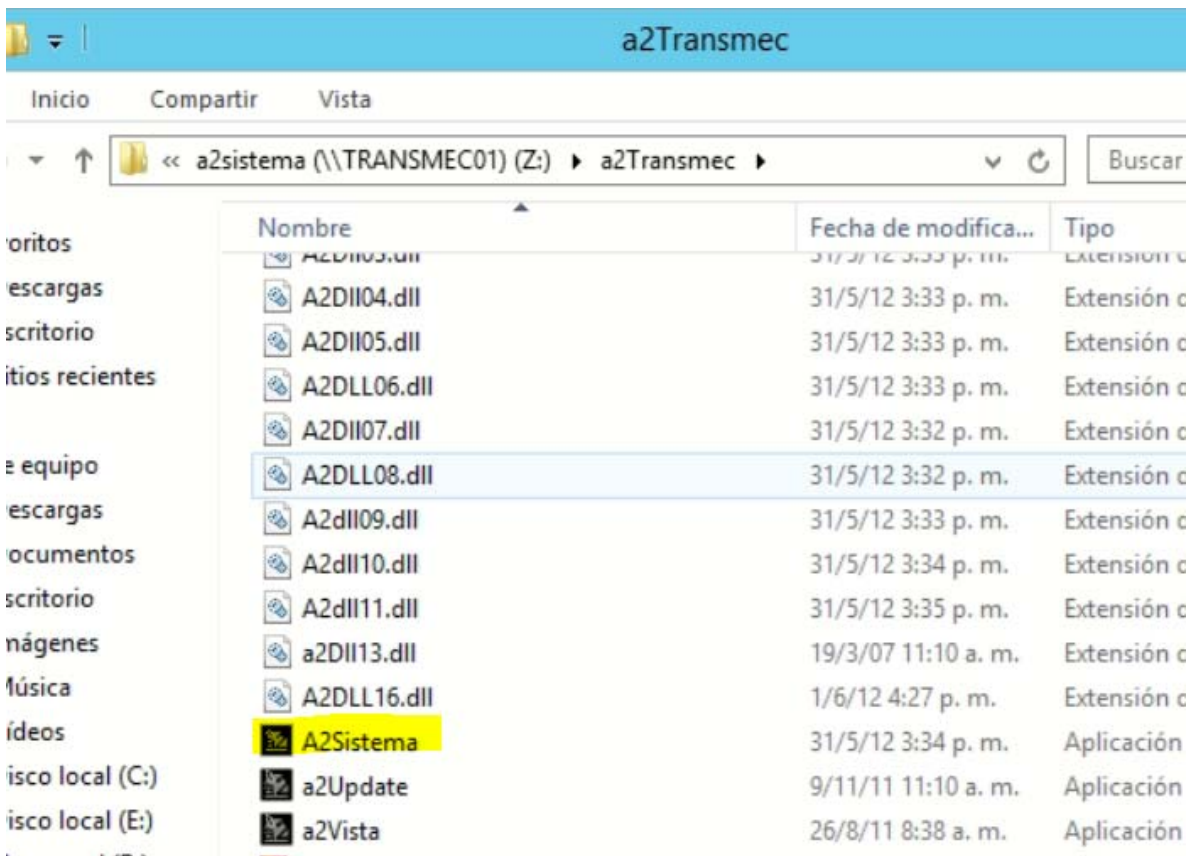 a2Transmec
Inicio Compartir Vista
« a2sistema (\\TRANSMEC01) (Z:) ▸ a2Transmec ▸ Buscar
Nombre Fecha de modifica... Tipo
oritos
escargas A2Dll04.dll 31/5/12 3:33 p. m. Extensión
scritorio A2Dll05.dll 31/5/12 3:33 p. m. Extensión
itios recientes A2DLL06.dll 31/5/12 3:33 p. m. Extensión
A2Dll07.dll 31/5/12 3:32 p. m. Extensión
e equipo A2DLL08.dll 31/5/12 3:32 p. m. Extensión
escargas A2dll09.dll 31/5/12 3:33 p. m. Extensión
ocumentos A2dll10.dll 31/5/12 3:34 p. m. Extensión
scritorio A2dll11.dll 31/5/12 3:35 p. m. Extensión
mágenes a2Dll13.dll 19/3/07 11:10 a. m. Extensión
Música A2DLL16.dll 1/6/12 4:27 p. m. Extensión
ídeos A2Sistema 31/5/12 3:34 p. m. Aplicación
isco local (C:) a2Update 9/11/11 11:10 a. m. Aplicación
isco local (E:) a2Vista 26/8/11 8:38 a. m. Aplicación